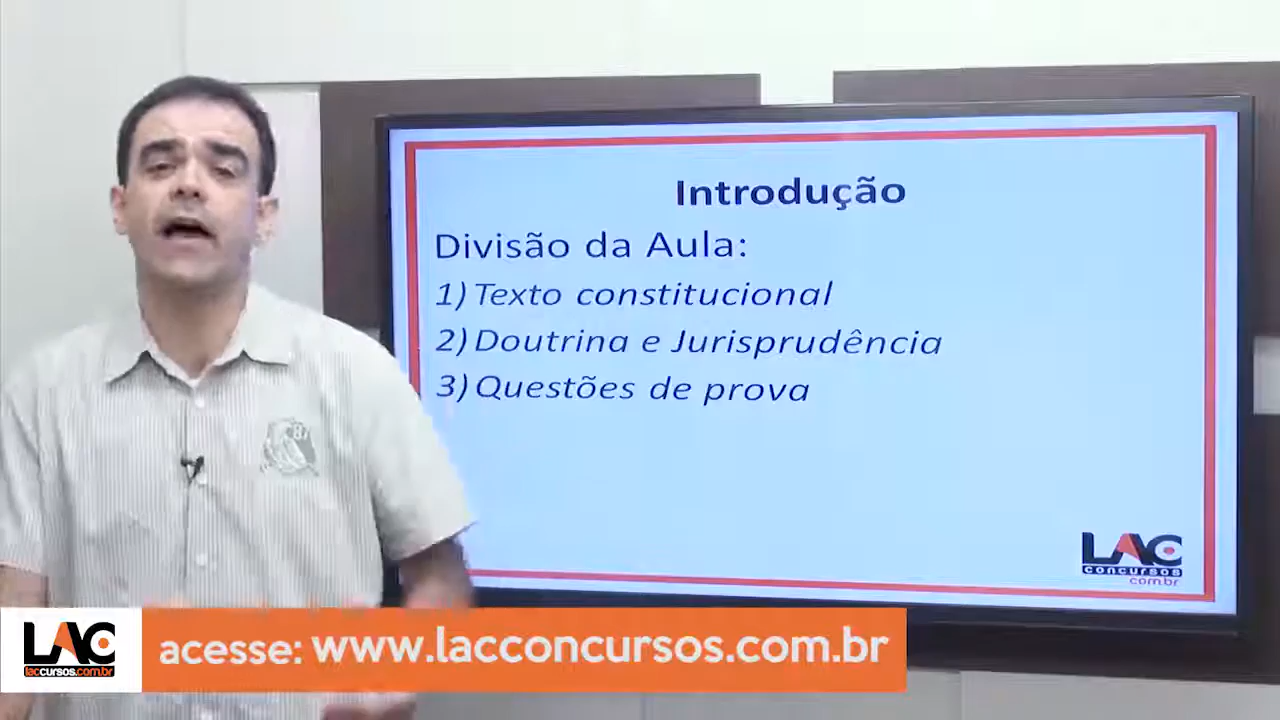 Introdução
Divisão da Aula:
1) Texto constitucional
2) Doutrina e Jurisprudência
3) Questões de prova
LAC
concursos
com.br
LAC
laccursos.com.br
acesse: www.lacconcursos.com.br